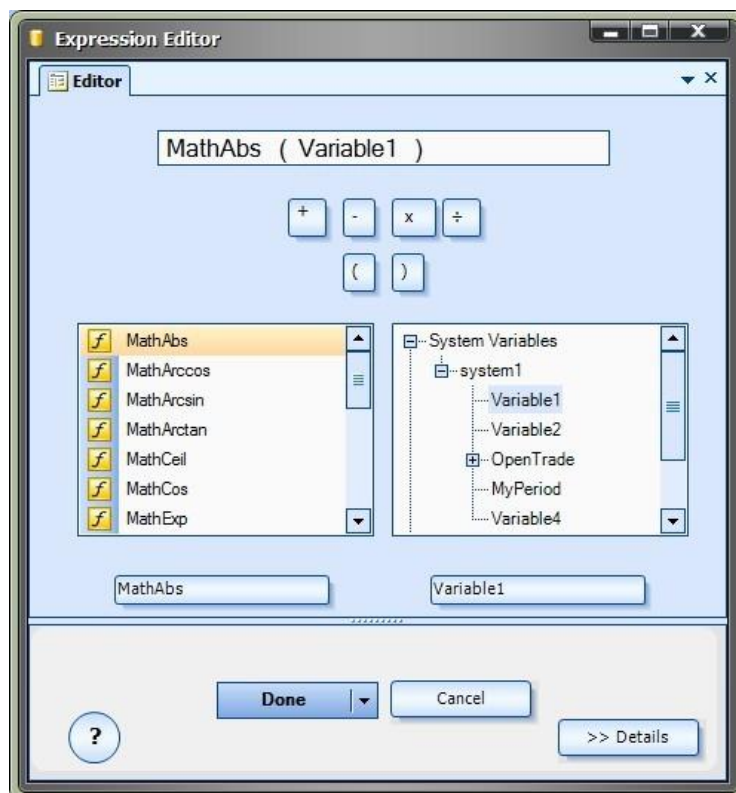 Expression Editor
Editor
MathAbs ( Variable1 )
+ - x ÷
( )
MathAbs
MathArccos
MathArcsin
MathArctan
MathCeil
MathCos
MathExp
System Variables
system1
Variable1
Variable2
OpenTrade
MyPeriod
Variable4
MathAbs
Variable1
Done
Cancel
?
>> Details